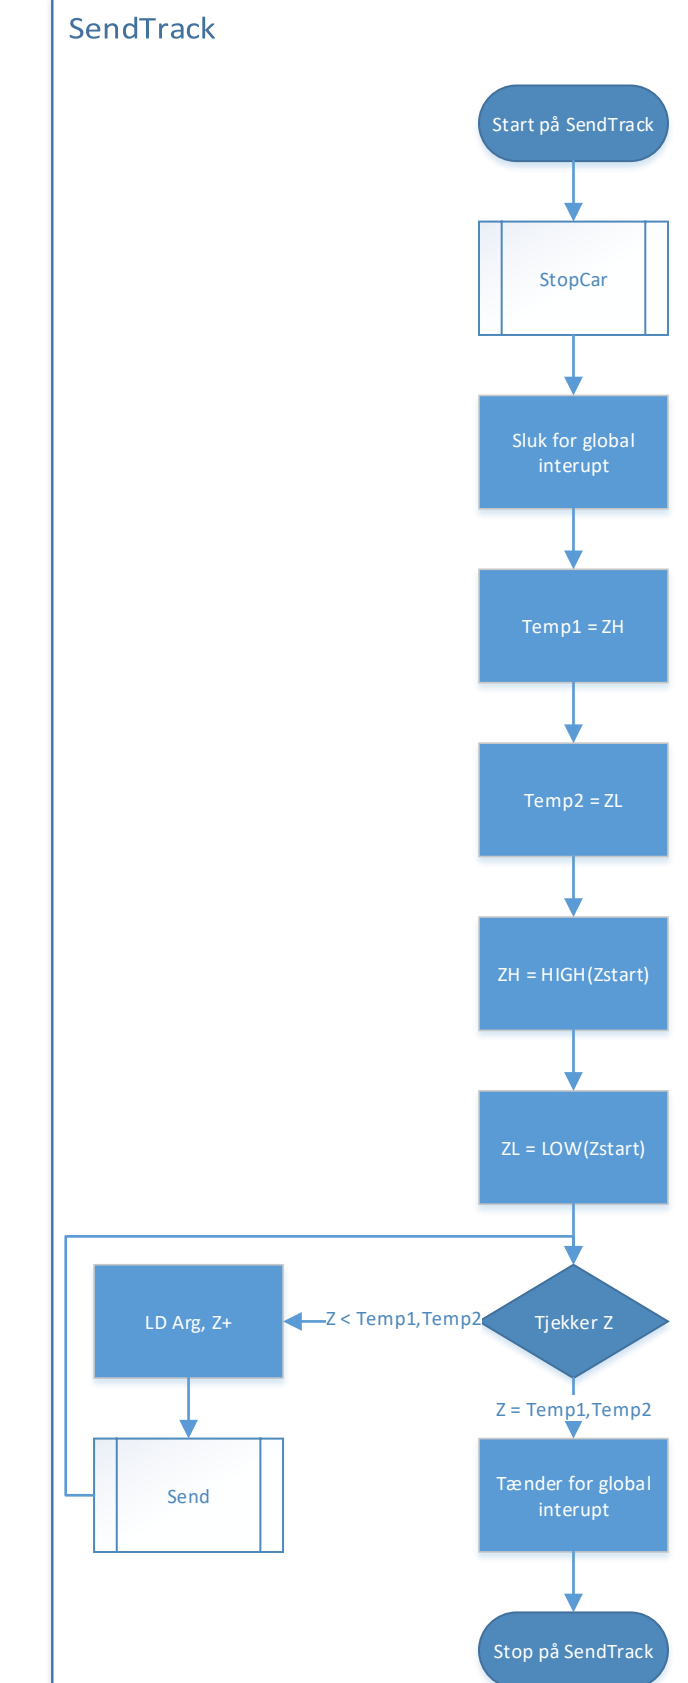 SendTrack
Start på SendTrack
StopCar
Sluk for global
interupt
Temp1 = ZH
Temp2 = ZL
ZH = HIGH(Zstart)
ZL = LOW(Zstart)
LD Arg, Z+
Z < Temp1,Temp2
Tjekker Z
Z = Temp1,Temp2
Send
Tænder for global
interupt
Stop på SendTrack